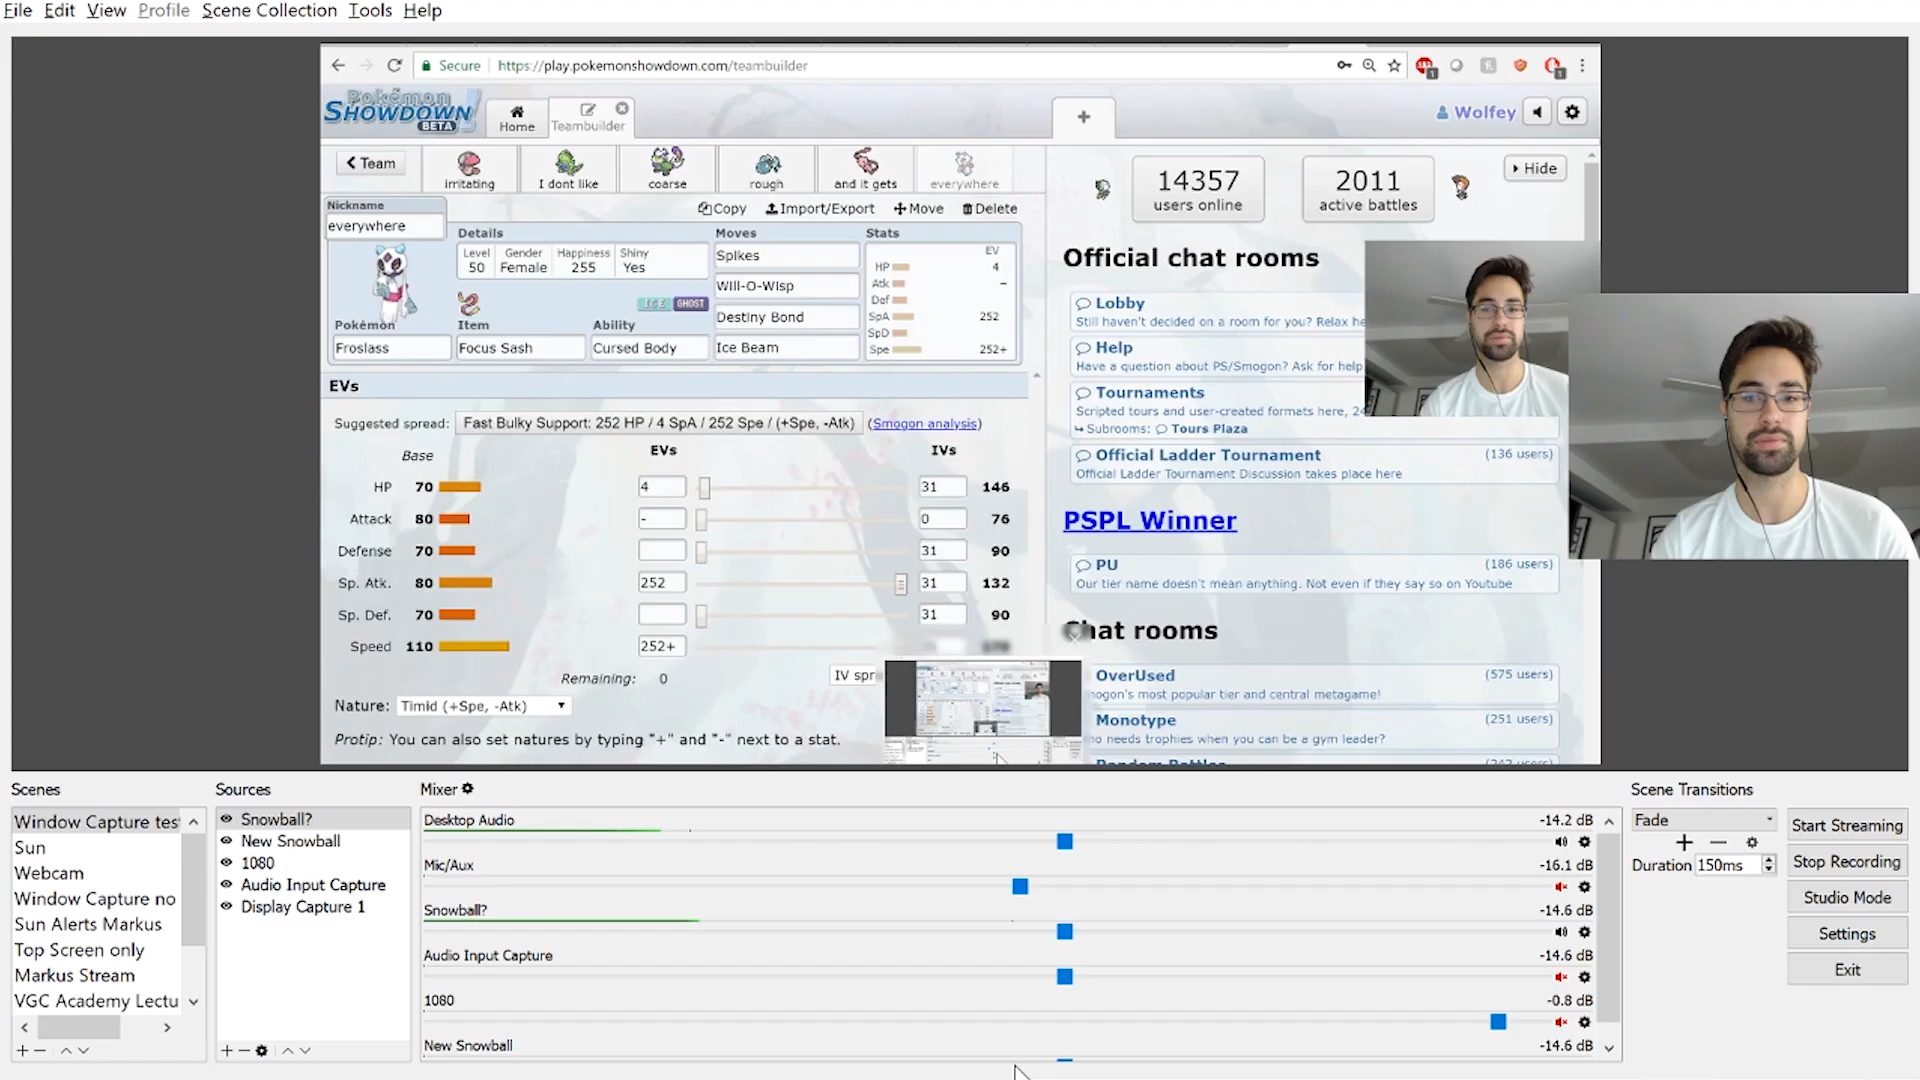 File Edit View Profile Scene Collection Tools Help
Secure https://play.pokemonshowdown.com/teambuilder
Pokémon
SHOWDOWN!
BETA
Home
Teambuilder
+
Wolfey
Team
irritating
I dont like
coarse
rough
and it gets
everywhere
14357
users online
2011
active battles
Hide
Copy Import/Export Move Delete
Nickname
everywhere
Details
Level
50
Gender
Female
Happiness
255
Shiny
Yes
ICE GHOST
Pokémon
Froslass
Item
Focus Sash
Ability
Cursed Body
Moves
Spikes
Will-O-Wisp
Destiny Bond
Ice Beam
Stats
EV
HP 4
Atk –
Def
SpA 252
SpD
Spe 252+
EVs
Suggested spread: Fast Bulky Support: 252 HP / 4 SpA / 252 Spe / (+Spe, -Atk) (Smogon analysis)
Base EVs IVs
HP 70 4 31 146
Attack 80 - 0 76
Defense 70 31 90
Sp. Atk. 80 252 31 132
Sp. Def. 70 31 90
Speed 110 252+
Remaining: 0
IV spr
Nature: Timid (+Spe, -Atk)
Protip: You can also set natures by typing "+" and "-" next to a stat.
Official chat rooms
Lobby
Still haven't decided on a room for you? Relax he
Help
Have a question about PS/Smogon? Ask for help
Tournaments
Scripted tours and user-created formats here, 24
Subrooms: Tours Plaza
Official Ladder Tournament (136 users)
Official Ladder Tournament Discussion takes place here
PSPL Winner
PU (186 users)
Our tier name doesn't mean anything. Not even if they say so on Youtube
Chat rooms
OverUsed (575 users)
mogon's most popular tier and central metagame!
Monotype (251 users)
ho needs trophies when you can be a gym leader?
Random Battles
Scenes
Window Capture tes
Sun
Webcam
Window Capture no
Sun Alerts Markus
Top Screen only
Markus Stream
VGC Academy Lectu
Sources
Snowball?
New Snowball
1080
Audio Input Capture
Display Capture 1
Mixer
Desktop Audio -14.2 dB
Mic/Aux -16.1 dB
Snowball? -14.6 dB
Audio Input Capture -14.6 dB
1080 -0.8 dB
New Snowball -14.6 dB
Scene Transitions
Fade
Duration 150ms
Start Streaming
Stop Recording
Studio Mode
Settings
Exit